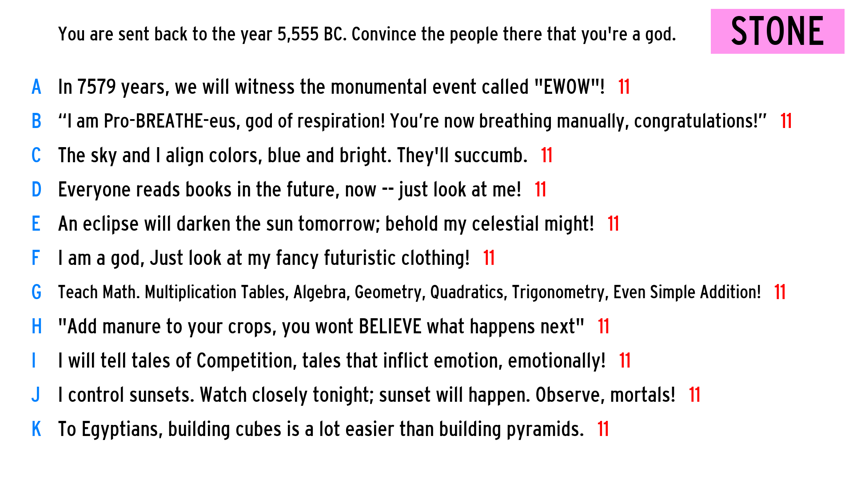 You are sent back to the year 5,555 BC. Convince the people there that you're a god.
STONE
A In 7579 years, we will witness the monumental event called "EWOW"! 11
B “I am Pro-BREATHE-eus, god of respiration! You’re now breathing manually, congratulations!” 11
C The sky and I align colors, blue and bright. They'll succumb. 11
D Everyone reads books in the future, now -- just look at me! 11
E An eclipse will darken the sun tomorrow; behold my celestial might! 11
F I am a god, Just look at my fancy futuristic clothing! 11
G Teach Math. Multiplication Tables, Algebra, Geometry, Quadratics, Trigonometry, Even Simple Addition! 11
H "Add manure to your crops, you wont BELIEVE what happens next" 11
I I will tell tales of Competition, tales that inflict emotion, emotionally! 11
J I control sunsets. Watch closely tonight; sunset will happen. Observe, mortals! 11
K To Egyptians, building cubes is a lot easier than building pyramids. 11